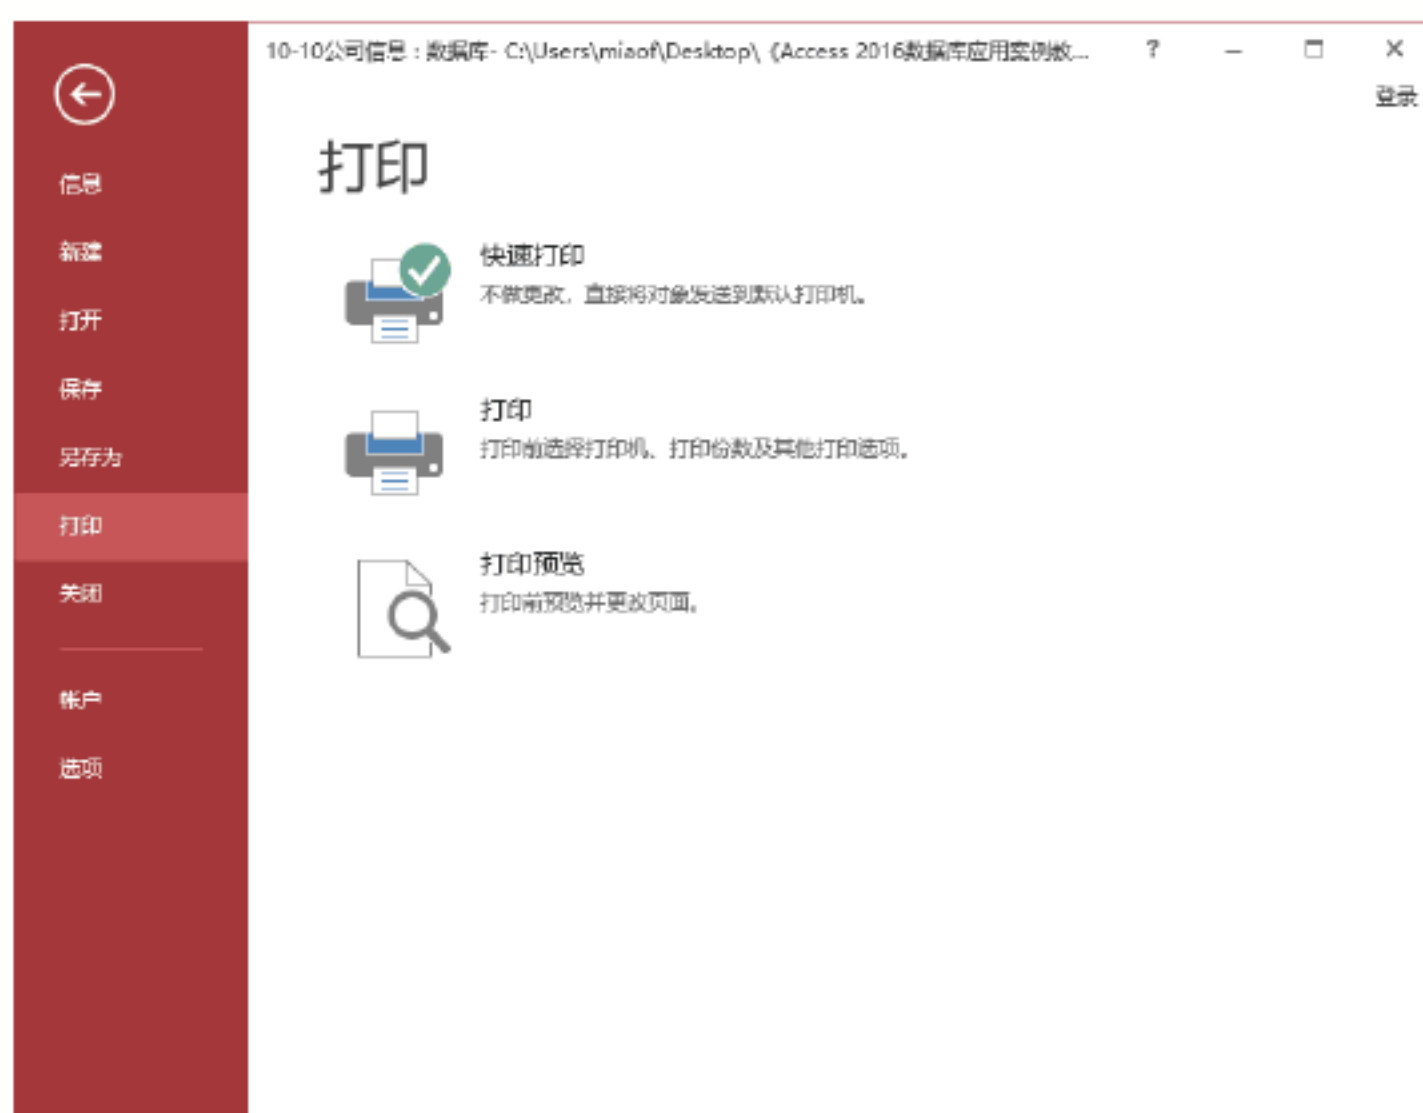 10-10公司信息：数据库- C:\Users\miaof\Desktop\《Access 2016数据库应用案例教...
?
登录
信息
新建
打开
保存
另存为
打印
关闭
帐户
选项
打印
快速打印
不做更改，直接将对象发送到默认打印机。
打印
打印前选择打印机、打印份数及其他打印选项。
打印预览
打印前预览并更改页面。